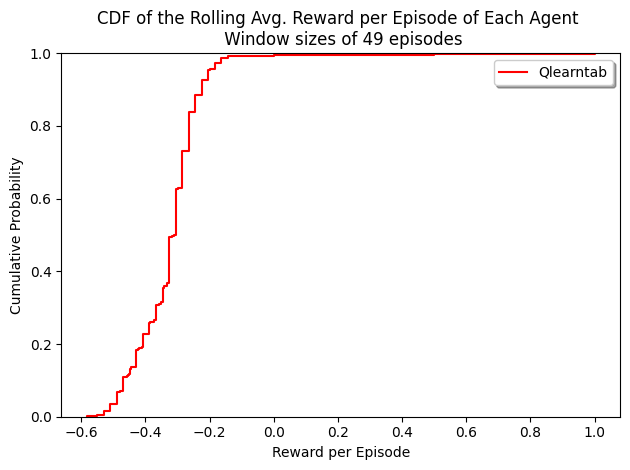 CDF of the Rolling Avg. Reward per Episode of Each Agent
Window sizes of 49 episodes
Qlearntab
Cumulative Probability
1.0
0.8
0.6
0.4
0.2
0.0
−0.6 −0.4 −0.2 0.0 0.2 0.4 0.6 0.8 1.0
Reward per Episode